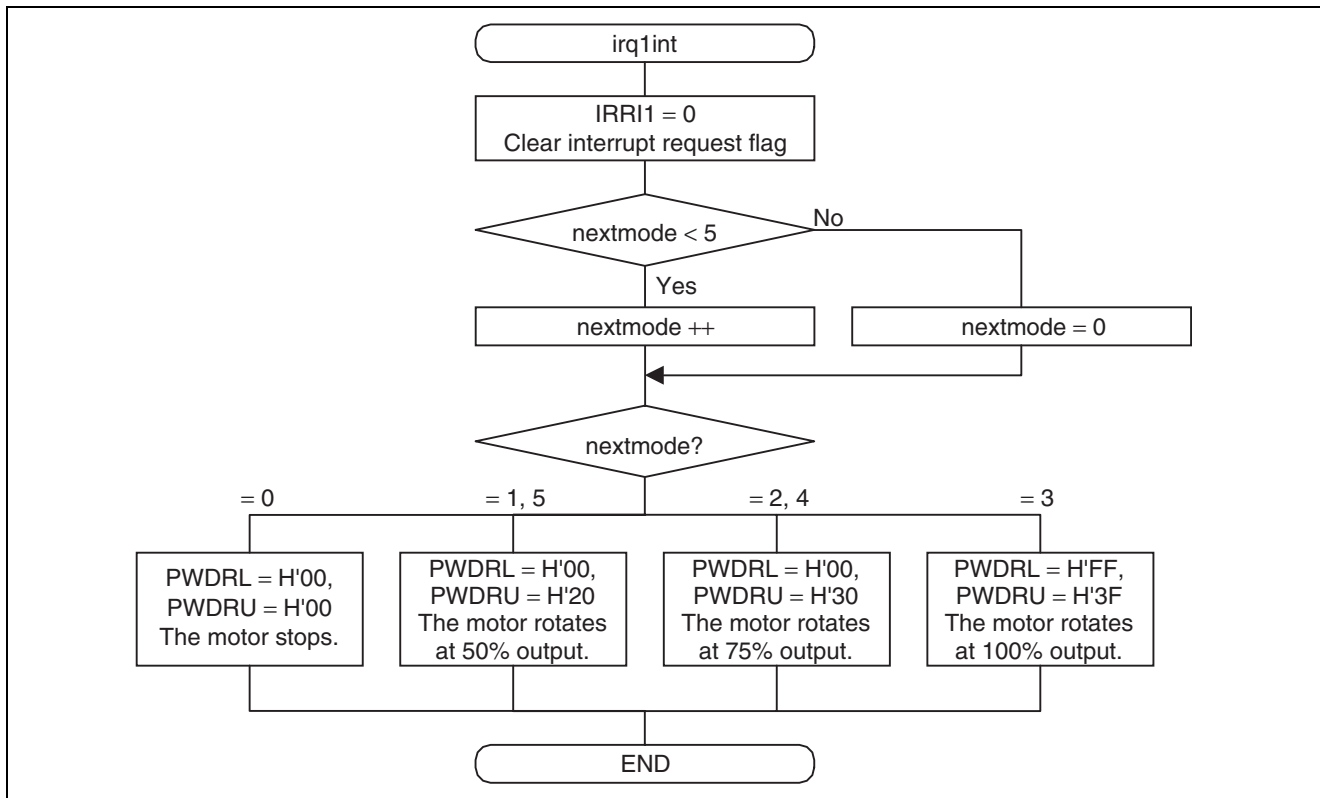 irq1int
IRRI1 = 0
Clear interrupt request flag
nextmode < 5
No
Yes
nextmode ++
nextmode = 0
nextmode?
= 0
= 1, 5
= 2, 4
= 3
PWDRL = H'00,
PWDRU = H'00
The motor stops.
PWDRL = H'00,
PWDRU = H'20
The motor rotates
at 50% output.
PWDRL = H'00,
PWDRU = H'30
The motor rotates
at 75% output.
PWDRL = H'FF,
PWDRU = H'3F
The motor rotates
at 100% output.
END